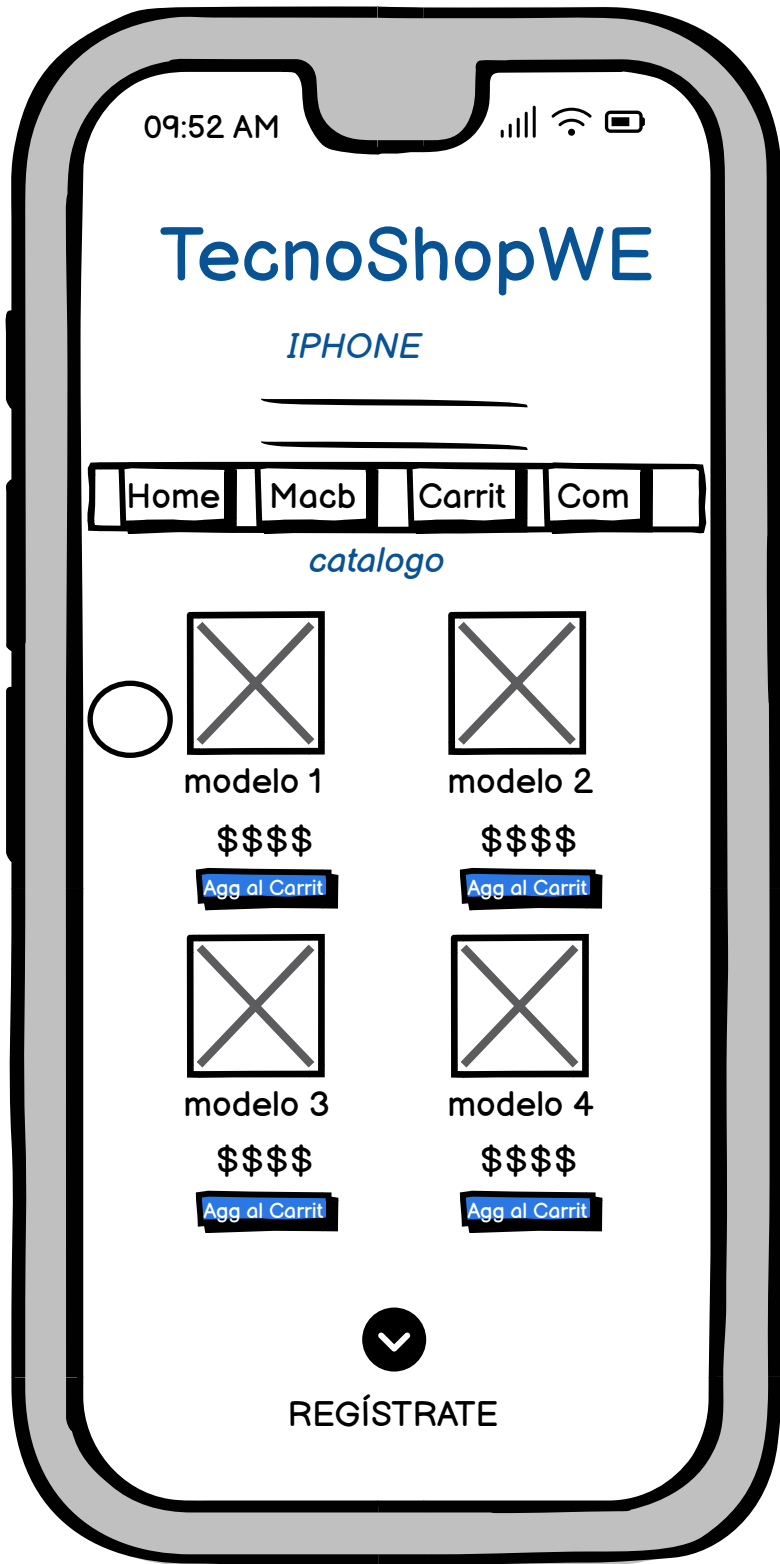 09:52 AM
TecnoShopWE
IPHONE
Home Macb Carrit Com
catalogo
modelo 1 modelo 2
$$$$ $$$$
Agg al Carrit Agg al Carrit
modelo 3 modelo 4
$$$$ $$$$
Agg al Carrit Agg al Carrit
REGÍSTRATE